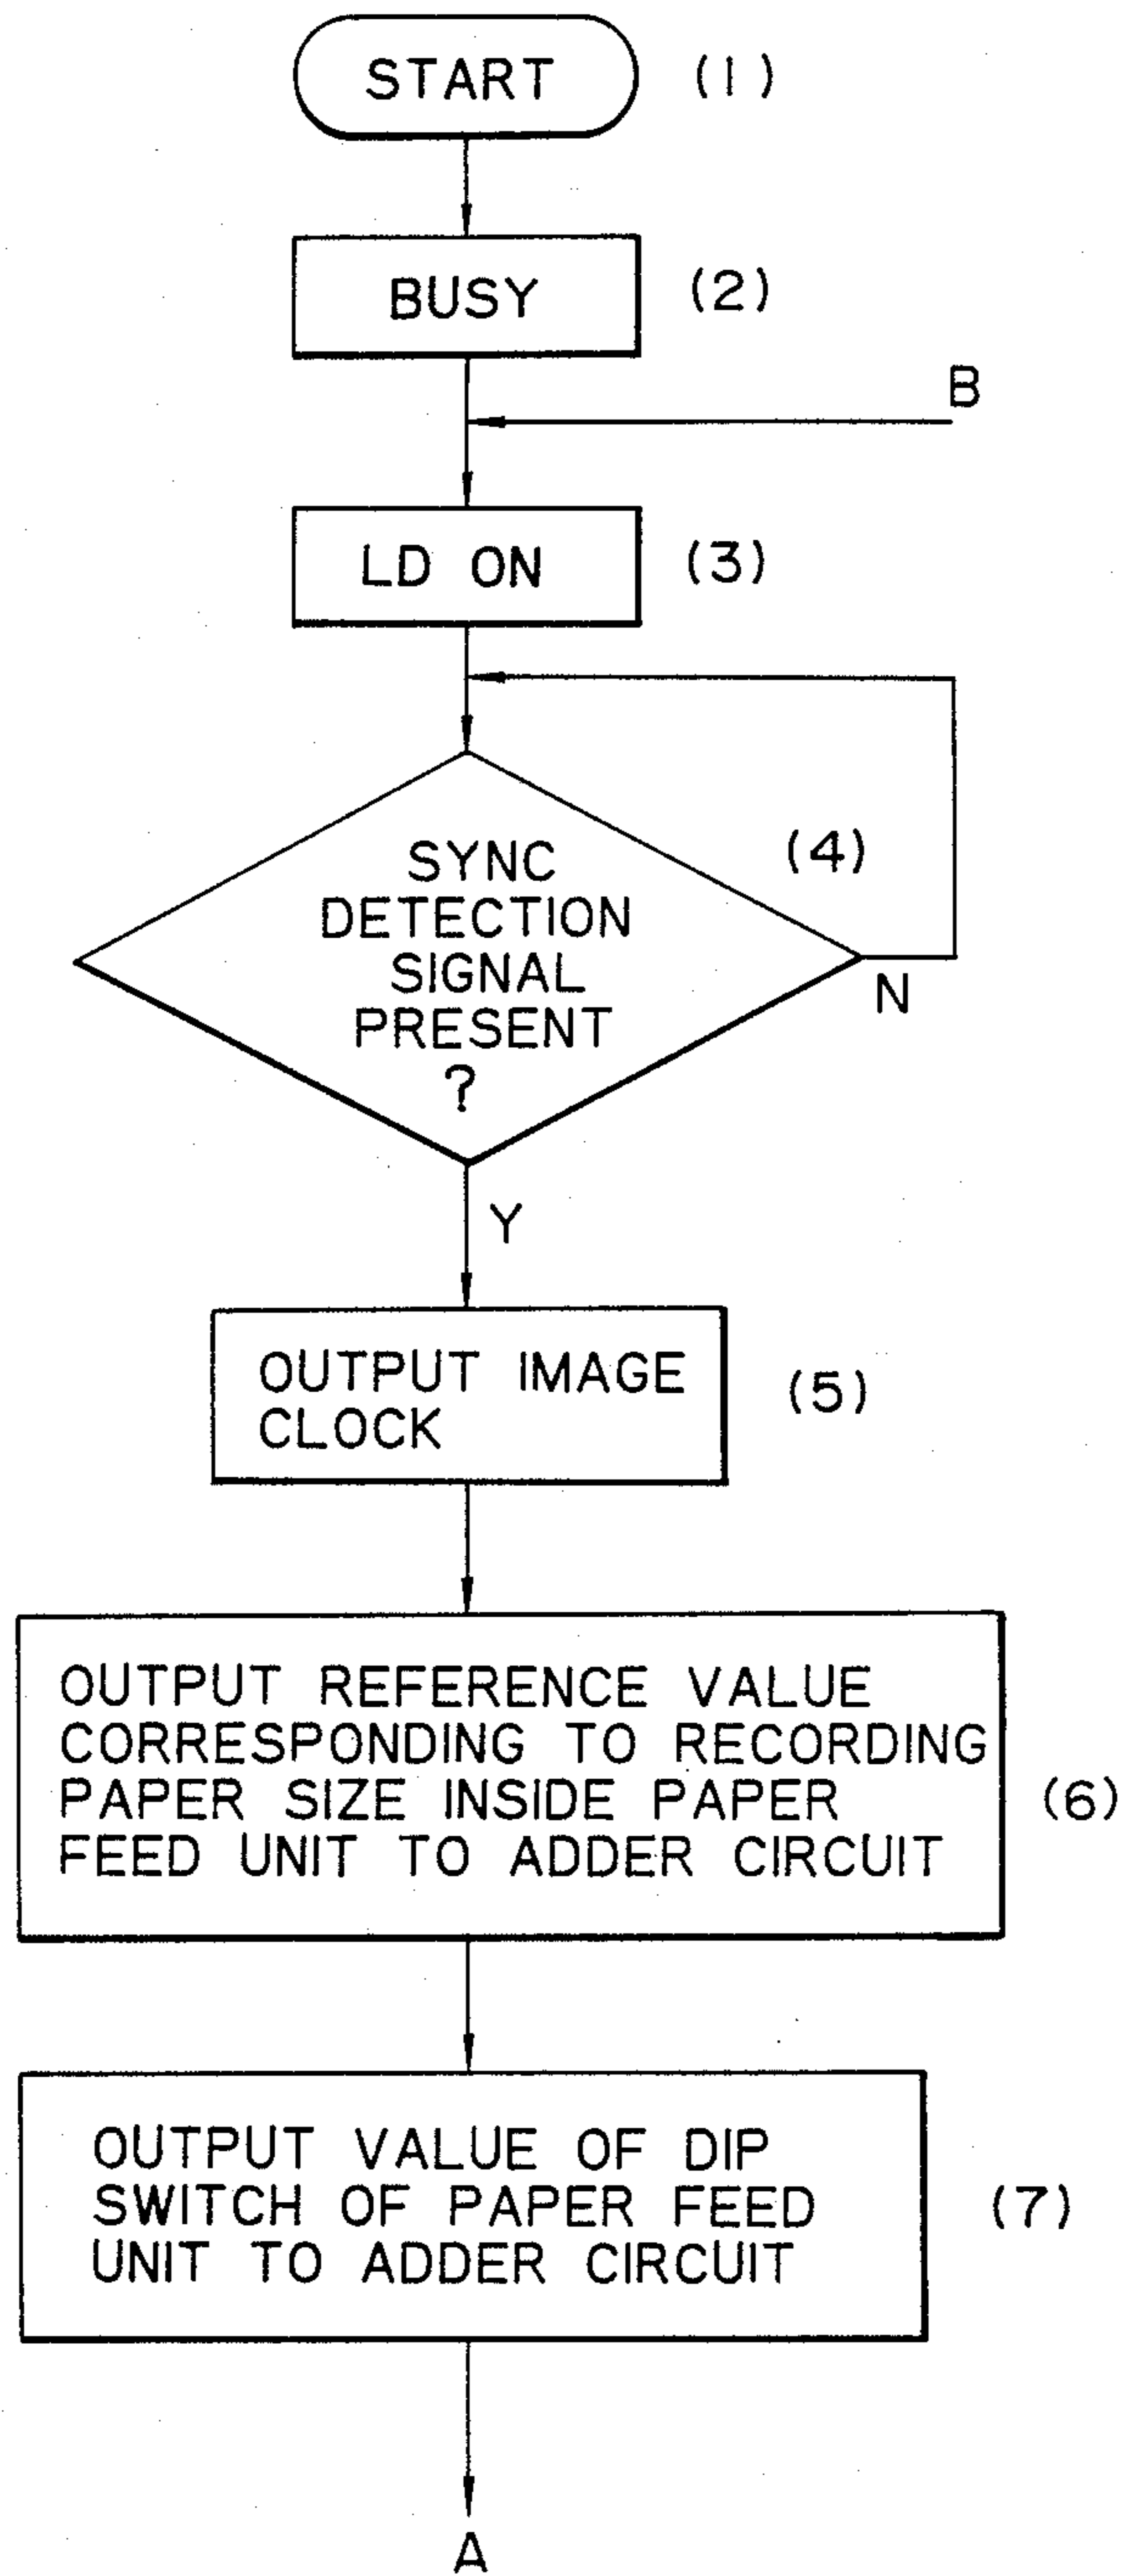 START (1)
BUSY (2)
B
LD ON (3)
(4)
SYNC
DETECTION
SIGNAL
PRESENT
?
N
Y
OUTPUT IMAGE
CLOCK
(5)
OUTPUT REFERENCE VALUE
CORRESPONDING TO RECORDING
PAPER SIZE INSIDE PAPER
FEED UNIT TO ADDER CIRCUIT
(6)
OUTPUT VALUE OF DIP
SWITCH OF PAPER FEED
UNIT TO ADDER CIRCUIT
(7)
A